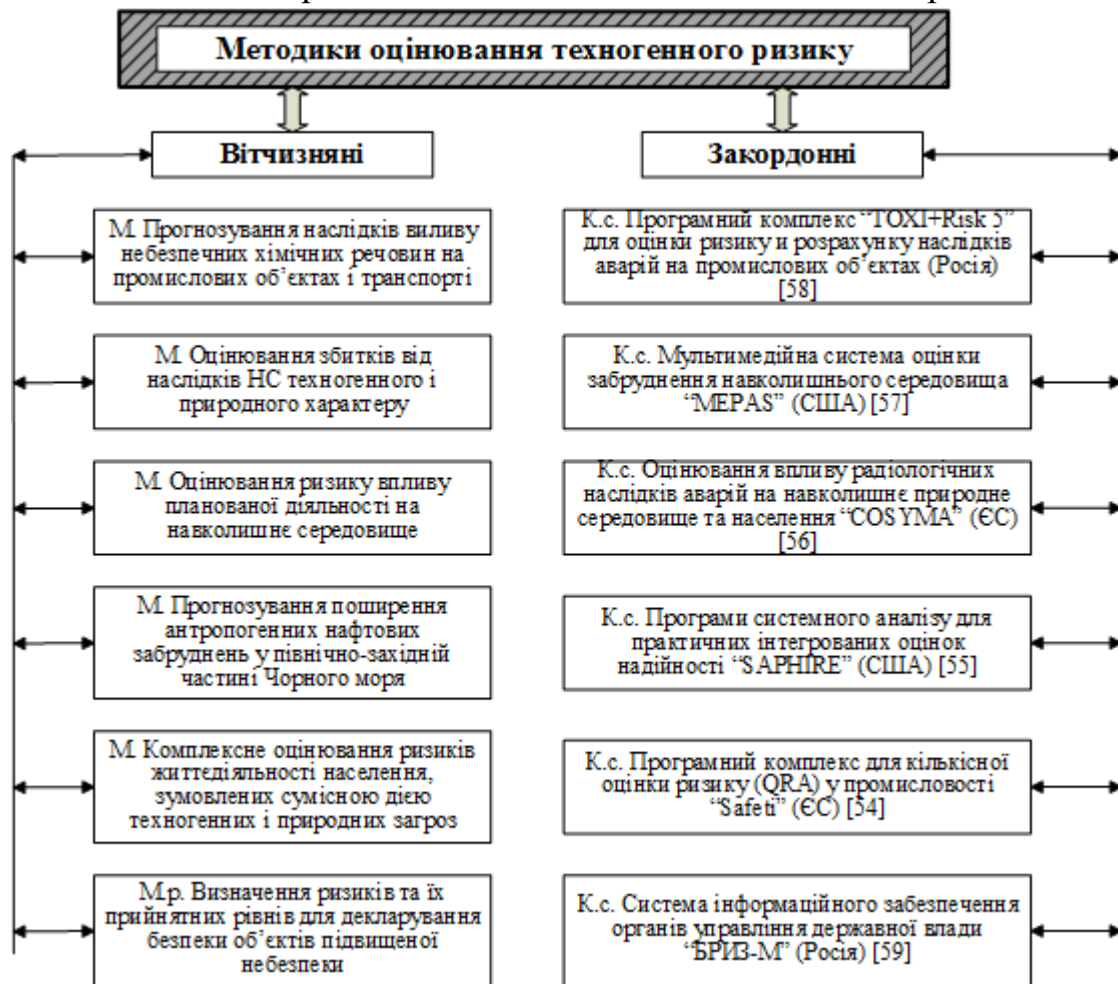 Методики оцінювання техногенного ризику
Вітчизняні
Закордонні
М. Прогнозування наслідків виливу
небезпечних хімічних речовин на
промислових об’єктах і транспорті
М. Оцінювання збитків від
наслідків НС техногенного і
природного характеру
М. Оцінювання ризику впливу
планованої діяльності на
навколишнє середовище
М. Прогнозування поширення
антропогенних нафтових
забруднень у північно-західній
частині Чорного моря
М. Комплексне оцінювання ризиків
життєдіяльності населення,
зумовлених сумісною дією
техногенних і природних загроз
М.р. Визначення ризиків та їх
прийнятних рівнів для декларування
безпеки об’єктів підвищеної
небезпеки
К.с. Програмний комплекс “TOXI+Risk 5”
для оцінки ризику и розрахунку наслідків
аварій на промислових об’єктах (Росія)
[58]
К.с. Мультимедійна система оцінки
забруднення навколишнього середовища
“MEPAS” (США) [57]
К.с. Оцінювання впливу радіологічних
наслідків аварій на навколишнє природне
середовище та населення “COSYMA” (ЄС)
[56]
К.с. Програми системного аналізу для
практичних інтегрованих оцінок
надійності “SAPHIRE” (США) [55]
К.с. Програмний комплекс для кількісної
оцінки ризику (QRA) у промисловості
“Safeti” (ЄС) [54]
К.с. Система інформаційного забезпечення
органів управління державної влади
“БРИЗ-М” (Росія) [59]